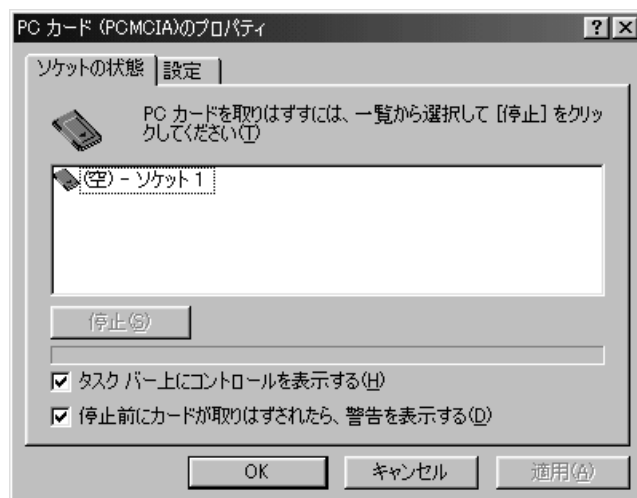 PC カード (PCMCIA)のプロパティ
ソケットの状態
設定
PC カードを取りはずすには、一覧から選択して [停止] をクリッ
クしてください(T)
(空) - ソケット 1
停止(S)
タスク バー上にコントロールを表示する(H)
停止前にカードが取りはずされたら、警告を表示する(D)
OK
キャンセル
適用(A)